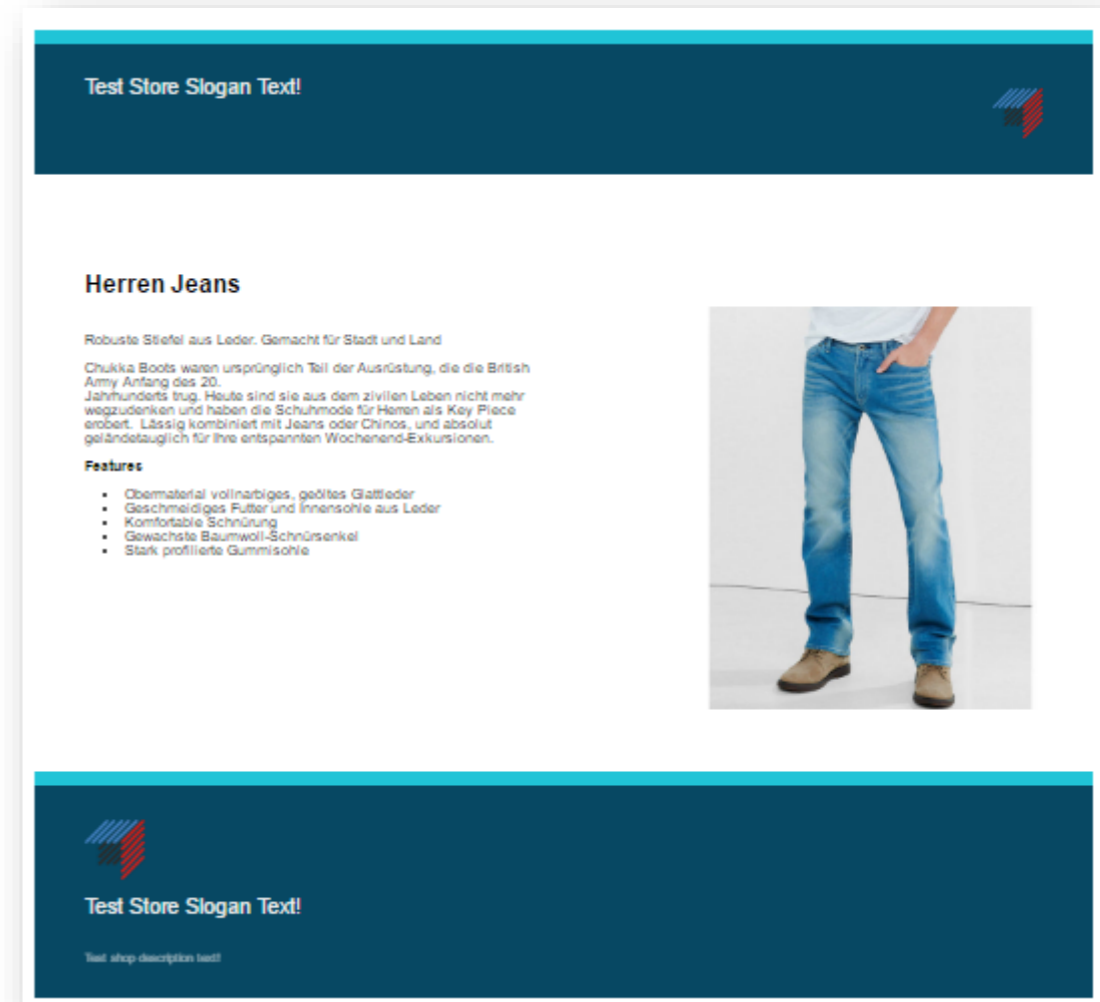 Test Store Slogan Text!
Herren Jeans
Robuste Stiefel aus Leder. Gemacht für Stadt und Land
Chukka Boots waren ursprünglich Teil der Ausrüstung, die die British
Army Anfang des 20.
Jahrhunderts trug. Heute sind sie aus dem zivilen Leben nicht mehr
wegzudenken und haben die Schuhmode für Herren als Key Piece
erobert.  Lässig kombiniert mit Jeans oder Chinos, und absolut
geländetauglich für Ihre entspannten Wochenend-Exkursionen.
Features
• Obermaterial vollnarbiges, geöltes Glattleder
• Geschmeidiges Futter und Innensohle aus Leder
• Komfortable Schnürung
• Gewachste Baumwoll-Schnürsenkel
• Stark profilierte Gummisohle
Test Store Slogan Text!
Test shop description text!